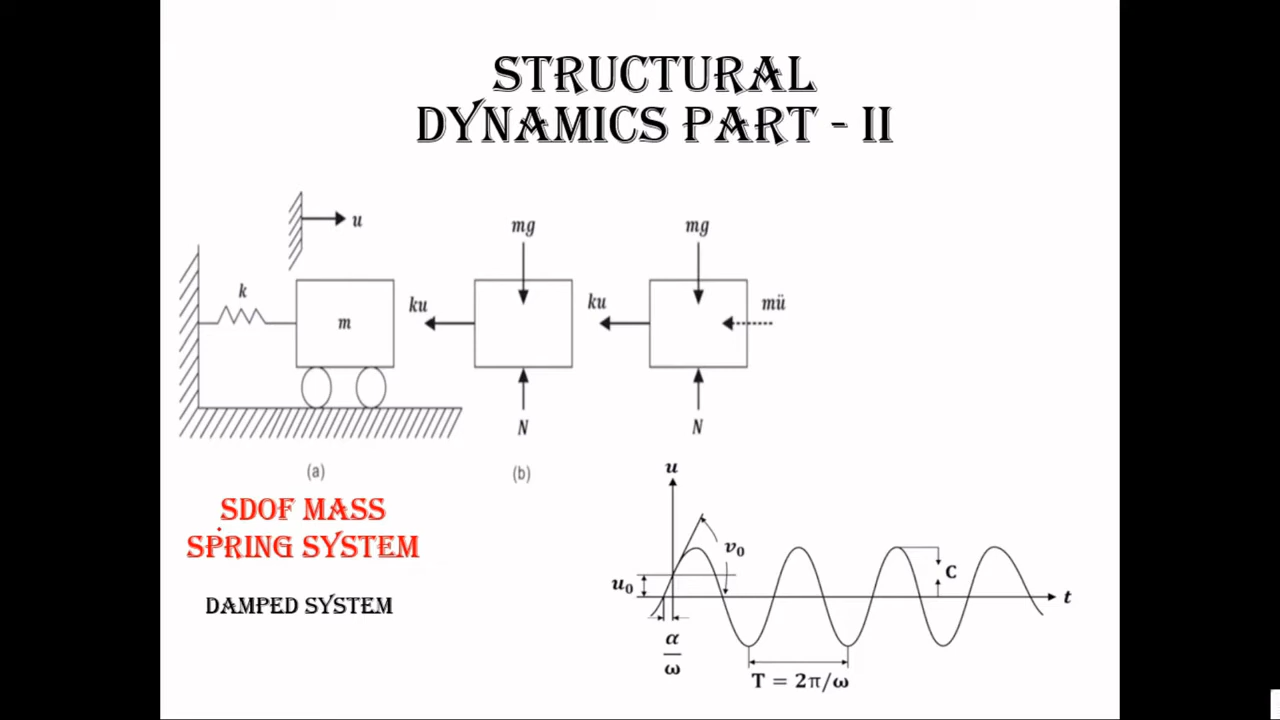 STRUCTURAL
DYNAMICS PART - II
u
k
m
ku
mg
N
ku
mg
mü
N
(a)
(b)
SDOF MASS
SPRING SYSTEM
DAMPED SYSTEM
u
v₀
u₀
C
t
α
ω
T = 2π/ω